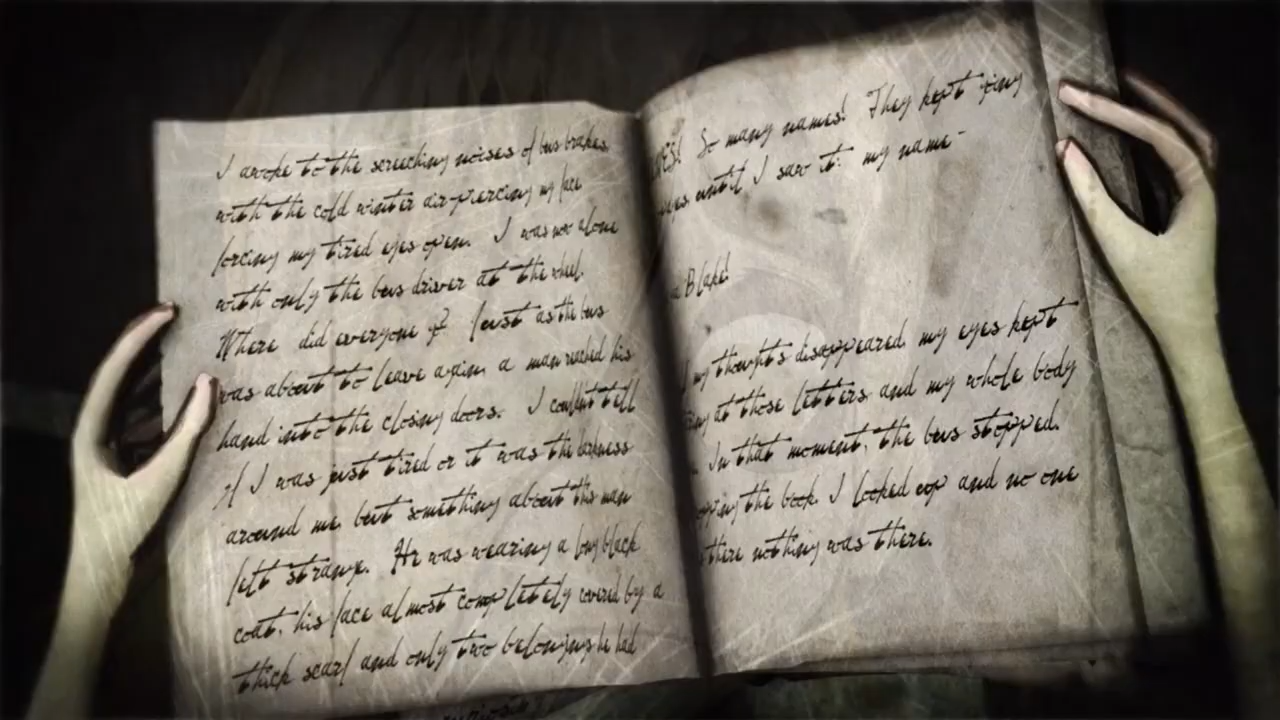 I awoke to the screeching noises of bus brakes
with the cold winter air piercing my face
forcing my tired eyes open. I was now alone
with only the bus driver at the wheel.
Where did everyone go? Just as the bus
was about to leave again, a man reached his
hand into the closing doors. I couldn't tell
if I was just tired or it was the darkness
around me, but something about this man
felt strange. He was wearing a long black
coat, his face almost completely covered by a
thick scarf and only two belongings he had
So many names! They kept
until I saw it: my name-
Blake!
my thoughts disappeared, my eyes kept
at those letters and my whole body
In that moment, the bus stopped.
the book, I looked up and no one
there nothing was there.